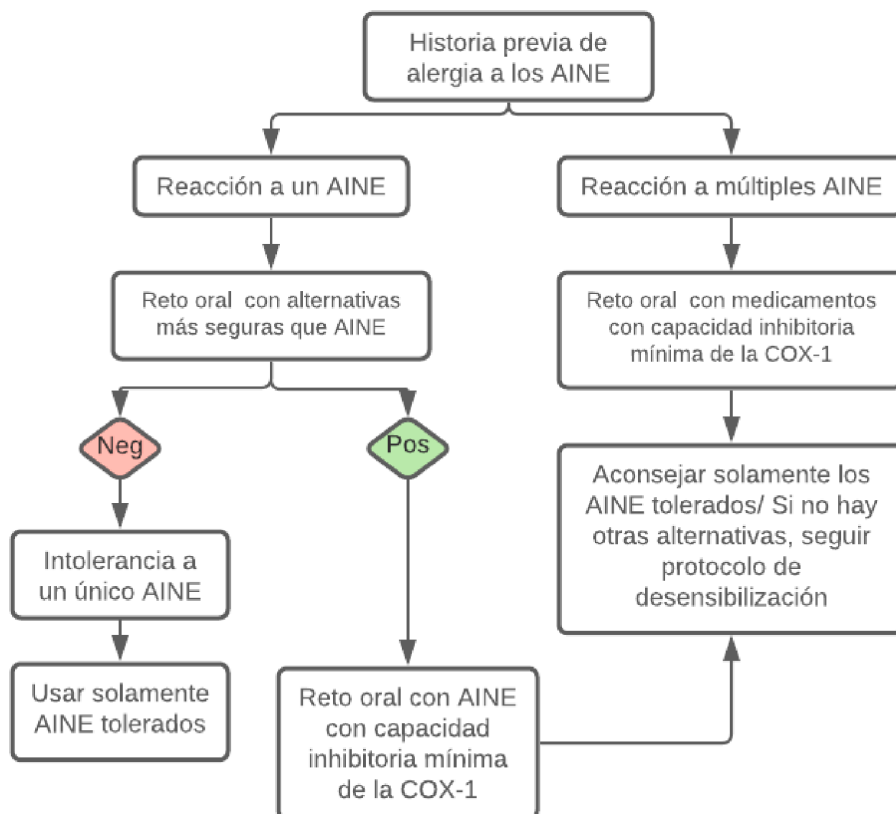 Historia previa de
alergia a los AINE
Reacción a un AINE
Reacción a múltiples AINE
Reto oral con alternativas
más seguras que AINE
Reto oral con medicamentos
con capacidad inhibitoria
mínima de la COX-1
Neg
Pos
Aconsejar solamente los
AINE tolerados/ Si no hay
otras alternativas, seguir
protocolo de
desensibilización
Intolerancia a
un único AINE
Usar solamente
AINE tolerados
Reto oral con AINE
con capacidad
inhibitoria mínima
de la COX-1